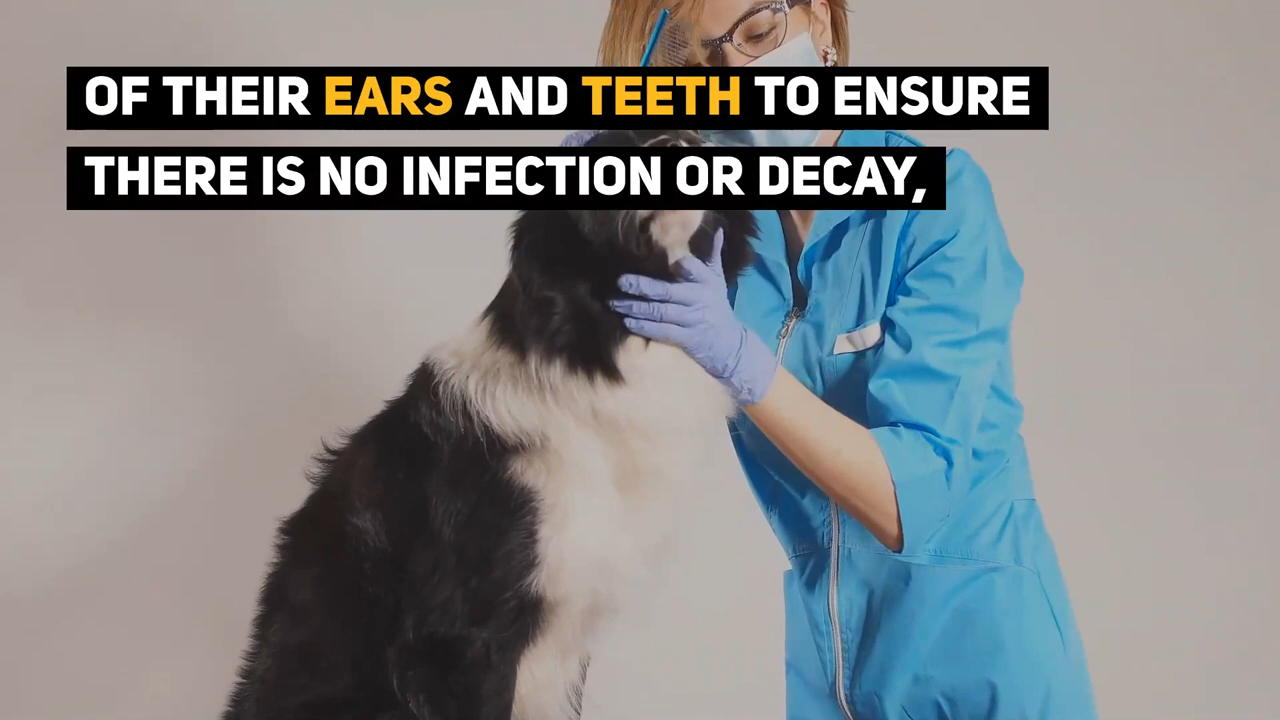 OF THEIR EARS AND TEETH TO ENSURE
THERE IS NO INFECTION OR DECAY,